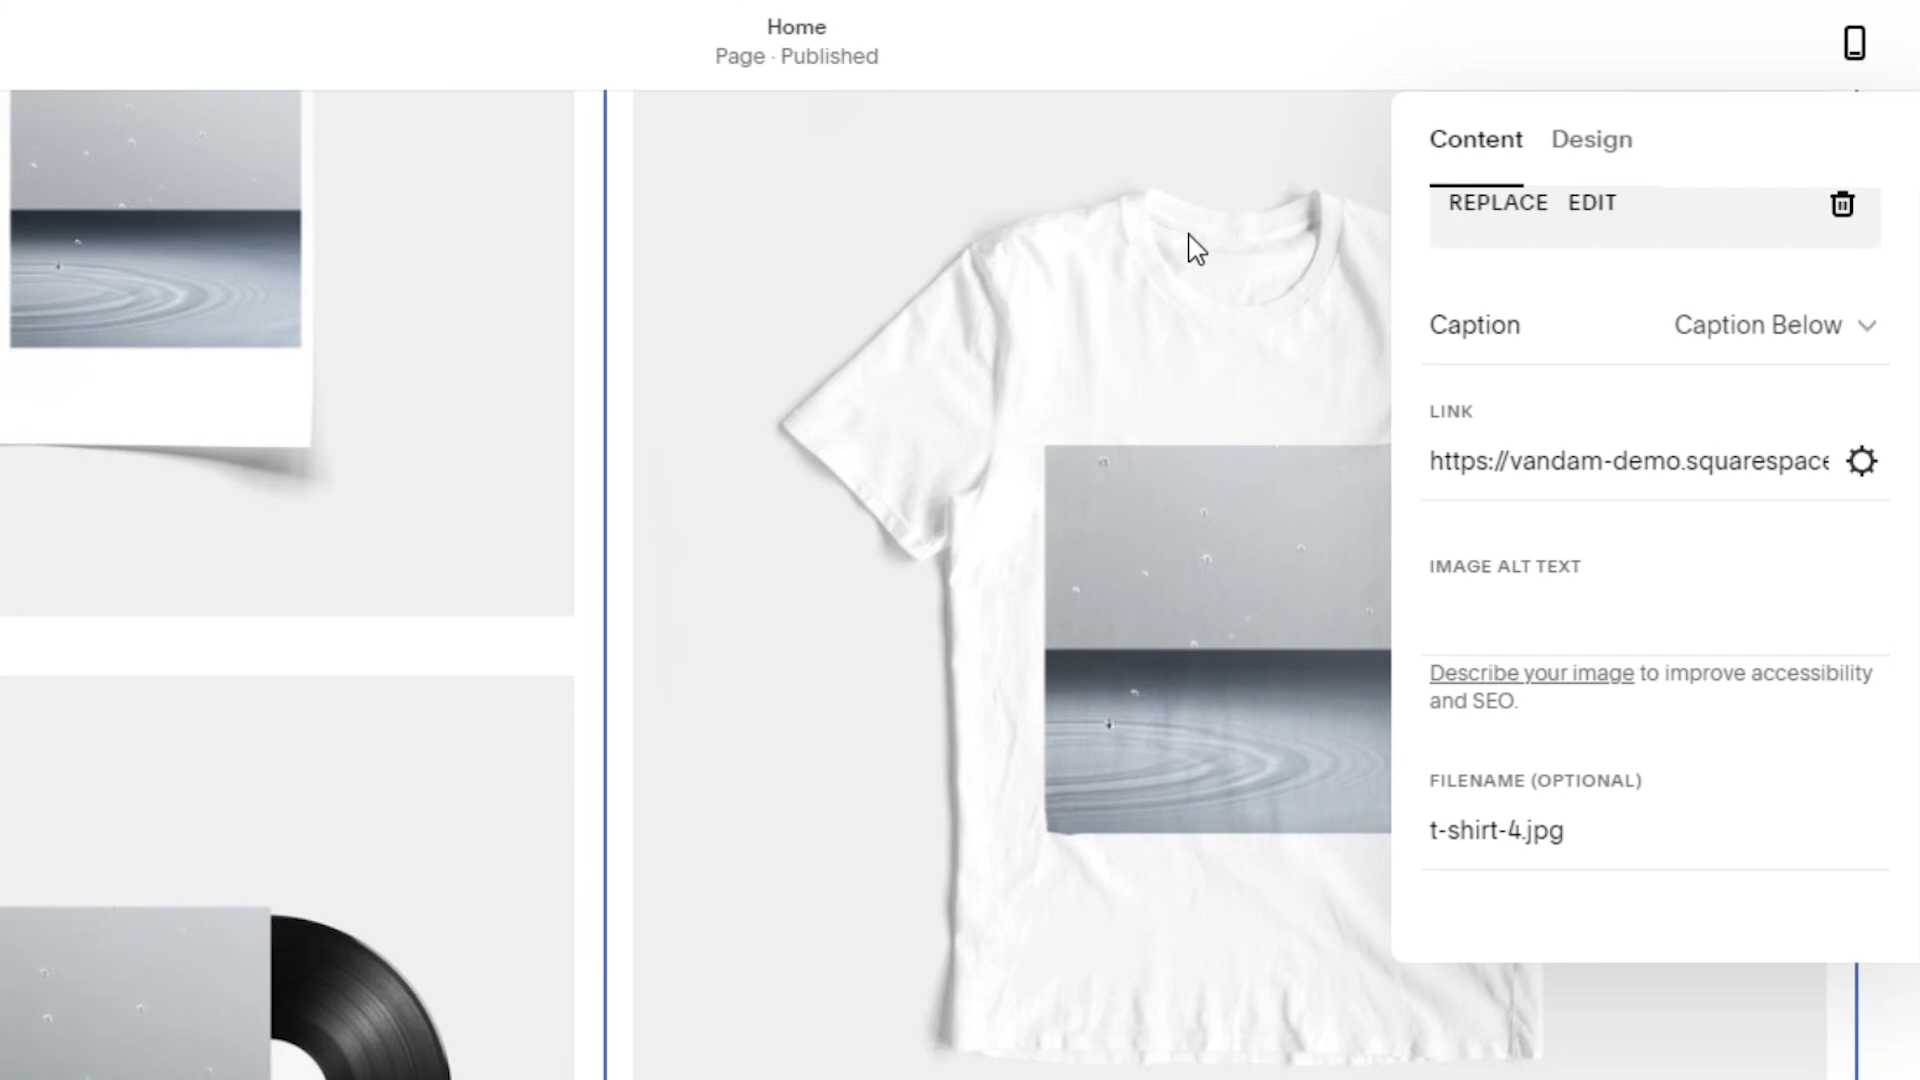 Home
Page · Published
Content Design
REPLACE EDIT
Caption Caption Below
LINK
https://vandam-demo.squarespace
IMAGE ALT TEXT
Describe your image to improve accessibility
and SEO.
FILENAME (OPTIONAL)
t-shirt-4.jpg